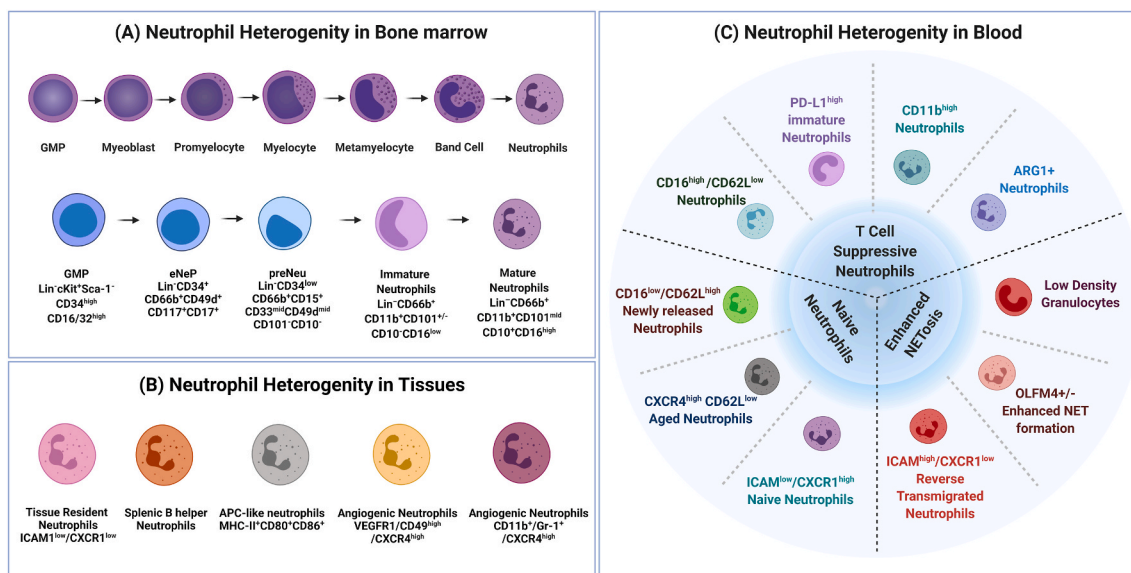 (A) Neutrophil Heterogenity in Bone marrow
GMP
Myeoblast
Promyelocyte
Myelocyte
Metamyelocyte
Band Cell
Neutrophils
GMP
Lin⁻cKit⁺Sca-1⁻
CD34ʰⁱᵍʰ
CD16/32ʰⁱᵍʰ
eNeP
Lin⁻CD34⁺
CD66b⁺CD49d⁺
CD117⁺CD17⁺
preNeu
Lin⁻CD34ˡᵒʷ
CD66b⁺CD15⁺
CD33ᵐⁱᵈCD49dᵐⁱᵈ
CD101⁻CD10⁻
Immature
Neutrophils
Lin⁻CD66b⁺
CD11b⁺CD101⁺/⁻
CD10⁻CD16ˡᵒʷ
Mature
Neutrophils
Lin⁻CD66b⁺
CD11b⁺CD101ᵐⁱᵈ
CD10⁺CD16ʰⁱᵍʰ
(B) Neutrophil Heterogenity in Tissues
Tissue Resident
Neutrophils
ICAM1ˡᵒʷ/CXCR1ˡᵒʷ
Splenic B helper
Neutrophils
APC-like neutrophils
MHC-II⁺CD80⁺CD86⁺
Angiogenic Neutrophils
VEGFR1/CD49ʰⁱᵍʰ
/CXCR4ʰⁱᵍʰ
Angiogenic Neutrophils
CD11b⁺/Gr-1⁺
/CXCR4ʰⁱᵍʰ
(C) Neutrophil Heterogenity in Blood
PD-L1ʰⁱᵍʰ
immature
Neutrophils
CD11bʰⁱᵍʰ
Neutrophils
ARG1+
Neutrophils
CD16ʰⁱᵍʰ/CD62Lˡᵒʷ
Neutrophils
T Cell
Suppressive
Neutrophils
Low Density
Granulocytes
CD16ˡᵒʷ/CD62Lʰⁱᵍʰ
Newly released
Neutrophils
Naive
Neutrophils
Enhanced
NETosis
CXCR4ʰⁱᵍʰ CD62Lˡᵒʷ
Aged Neutrophils
OLFM4+/-
Enhanced NET
formation
ICAMˡᵒʷ/CXCR1ʰⁱᵍʰ
Naive Neutrophils
ICAMʰⁱᵍʰ/CXCR1ˡᵒʷ
Reverse
Transmigrated
Neutrophils